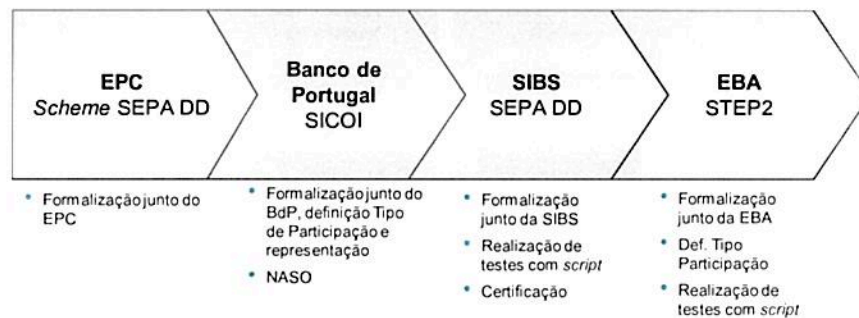 EPC
Scheme SEPA DD
Banco de
Portugal
SICOI
SIBS
SEPA DD
EBA
STEP2
• Formalização junto do
EPC
• Formalização junto do
BdP, definição Tipo
de Participação e
representação
• NASO
• Formalização
junto da SIBS
• Realização de
testes com script
• Certificação
• Formalização
junto da EBA
• Def. Tipo
Participação
• Realização de
testes com script